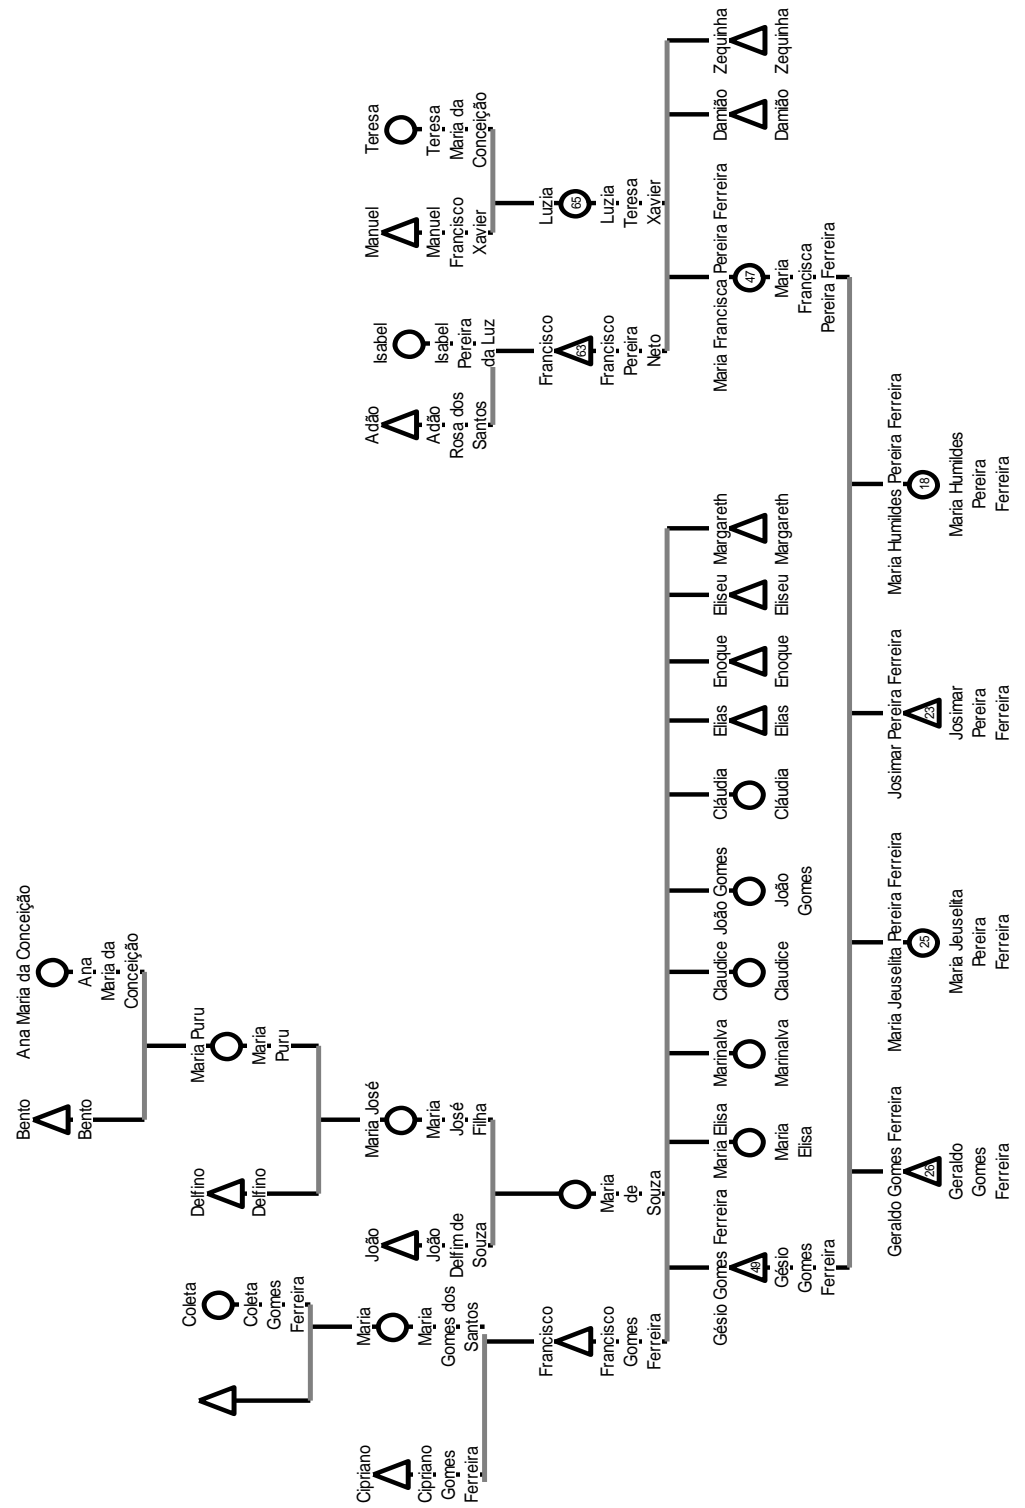 Bento
Bento
Ana Maria da Conceição
Ana
Maria da
Conceição
Coleta
Coleta
Gomes
Ferreira
Delfino
Delfino
Maria Puru
Maria
Puru
Cipriano
Cipriano
Gomes
Ferreira
Maria
Maria
Gomes dos
Santos
João
João
Delfim de
Souza
Maria José
Maria
José
Filha
Adão
Adão
Rosa dos
Santos
Isabel
Isabel
Pereira
da Luz
Manuel
Manuel
Francisco
Xavier
Teresa
Teresa
Maria da
Conceição
Francisco
Francisco
Gomes
Ferreira
Maria
de
Souza
Francisco
63
Francisco
Pereira
Neto
Luzia
65
Luzia
Teresa
Xavier
Gésio Gomes Ferreira
49
Gésio
Gomes
Ferreira
Maria Elisa
Maria
Elisa
Marinalva
Marinalva
Claudice
Claudice
João Gomes
João
Gomes
Cláudia
Cláudia
Elias
Elias
Enoque
Enoque
Eliseu
Eliseu
Margareth
Margareth
Maria Francisca Pereira Ferreira
47
Maria
Francisca
Pereira Ferreira
Damião
Damião
Zequinha
Zequinha
Geraldo Gomes Ferreira
26
Geraldo
Gomes
Ferreira
Maria Jeuselita Pereira Ferreira
25
Maria Jeuselita
Pereira
Ferreira
Josimar Pereira Ferreira
23
Josimar
Pereira
Ferreira
Maria Humildes Pereira Ferreira
18
Maria Humildes
Pereira
Ferreira